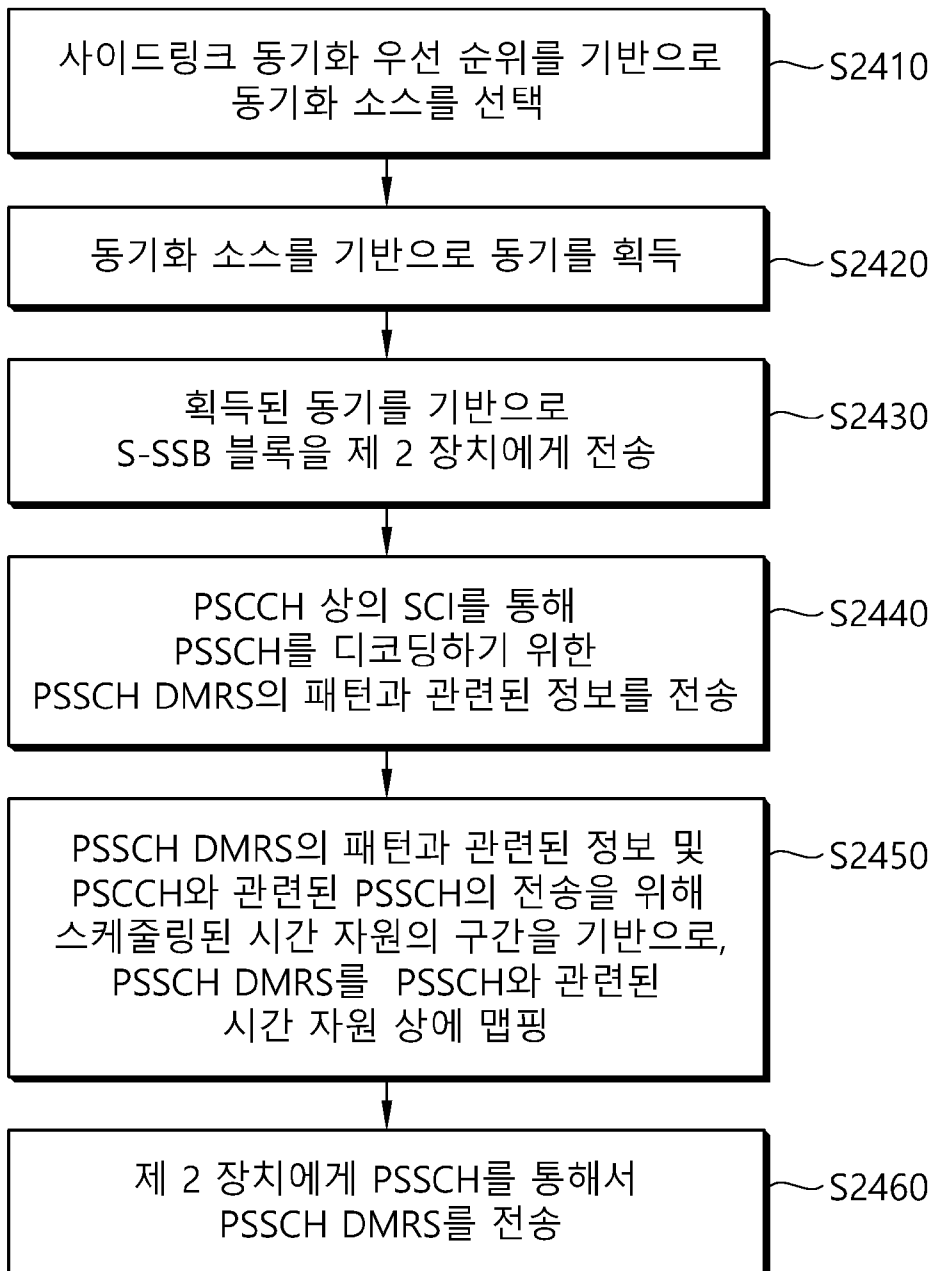 사이드링크 동기화 우선 순위를 기반으로
동기화 소스를 선택
S2410
동기화 소스를 기반으로 동기를 획득
S2420
획득된 동기를 기반으로
S-SSB 블록을 제 2 장치에게 전송
S2430
PSCCH 상의 SCI를 통해
PSSCH를 디코딩하기 위한
PSSCH DMRS의 패턴과 관련된 정보를 전송
S2440
PSSCH DMRS의 패턴과 관련된 정보 및
PSCCH와 관련된 PSSCH의 전송을 위해
스케줄링된 시간 자원의 구간을 기반으로,
PSSCH DMRS를 PSSCH와 관련된
시간 자원 상에 맵핑
S2450
제 2 장치에게 PSSCH를 통해서
PSSCH DMRS를 전송
S2460